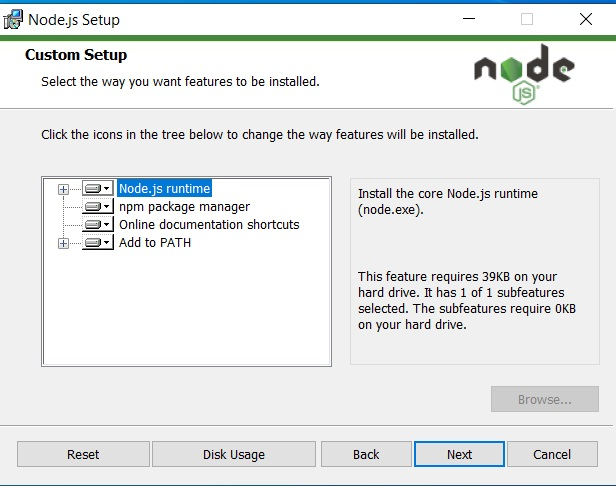 Node.js Setup
Custom Setup
Select the way you want features to be installed.
node
JS
Click the icons in the tree below to change the way features will be installed.
Node.js runtime
npm package manager
Online documentation shortcuts
Add to PATH
Install the core Node.js runtime
(node.exe).
This feature requires 39KB on your
hard drive. It has 1 of 1 subfeatures
selected. The subfeatures require 0KB
on your hard drive.
Browse...
Reset
Disk Usage
Back
Next
Cancel